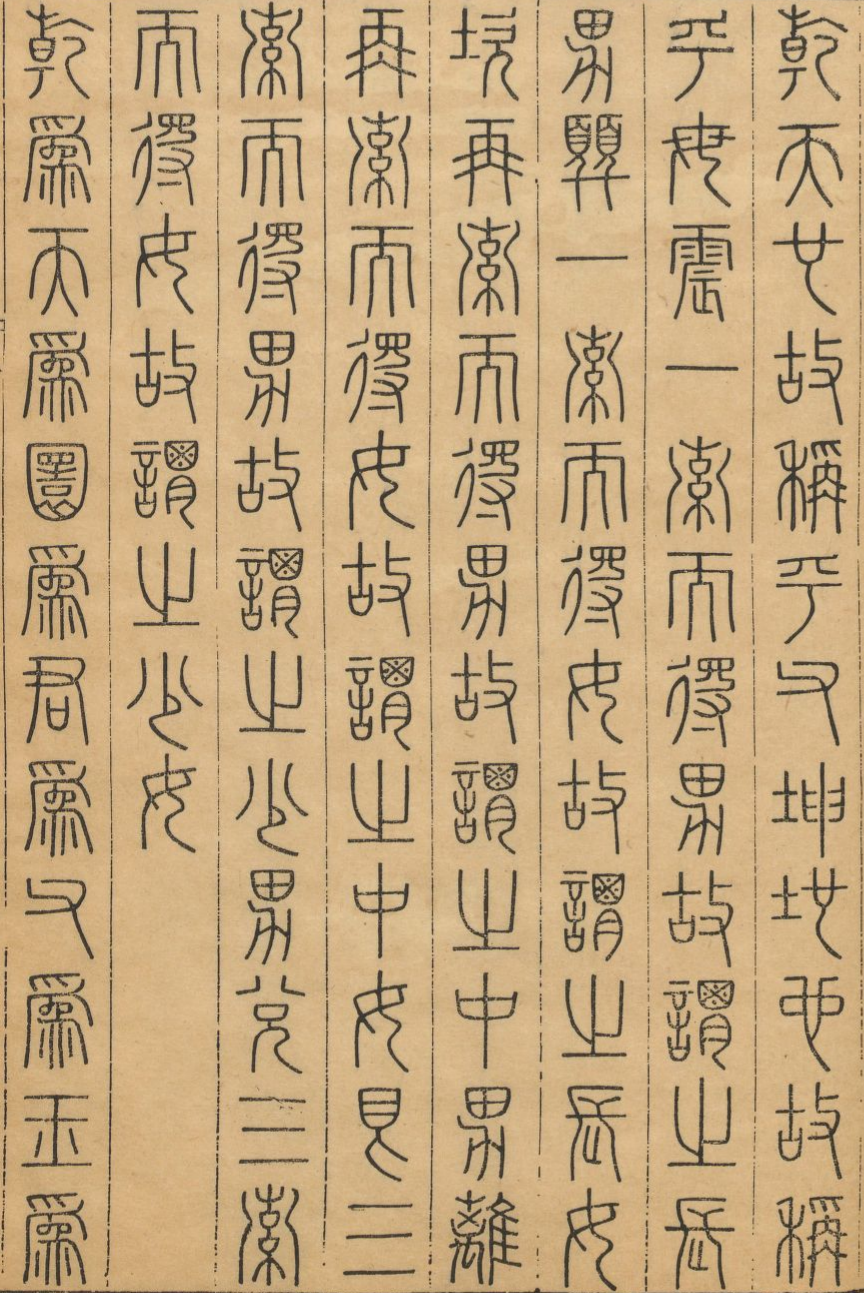 乾天也故稱乎父坤地也故稱
乎母震一索而得男故謂之長
男巽一索而得女故謂之長女
坎再索而得男故謂之中男離
再索而得女故謂之中女艮三
索而得男故謂之少男兌三索
而得女故謂之少女
乾爲天爲圜爲君爲父爲玉爲